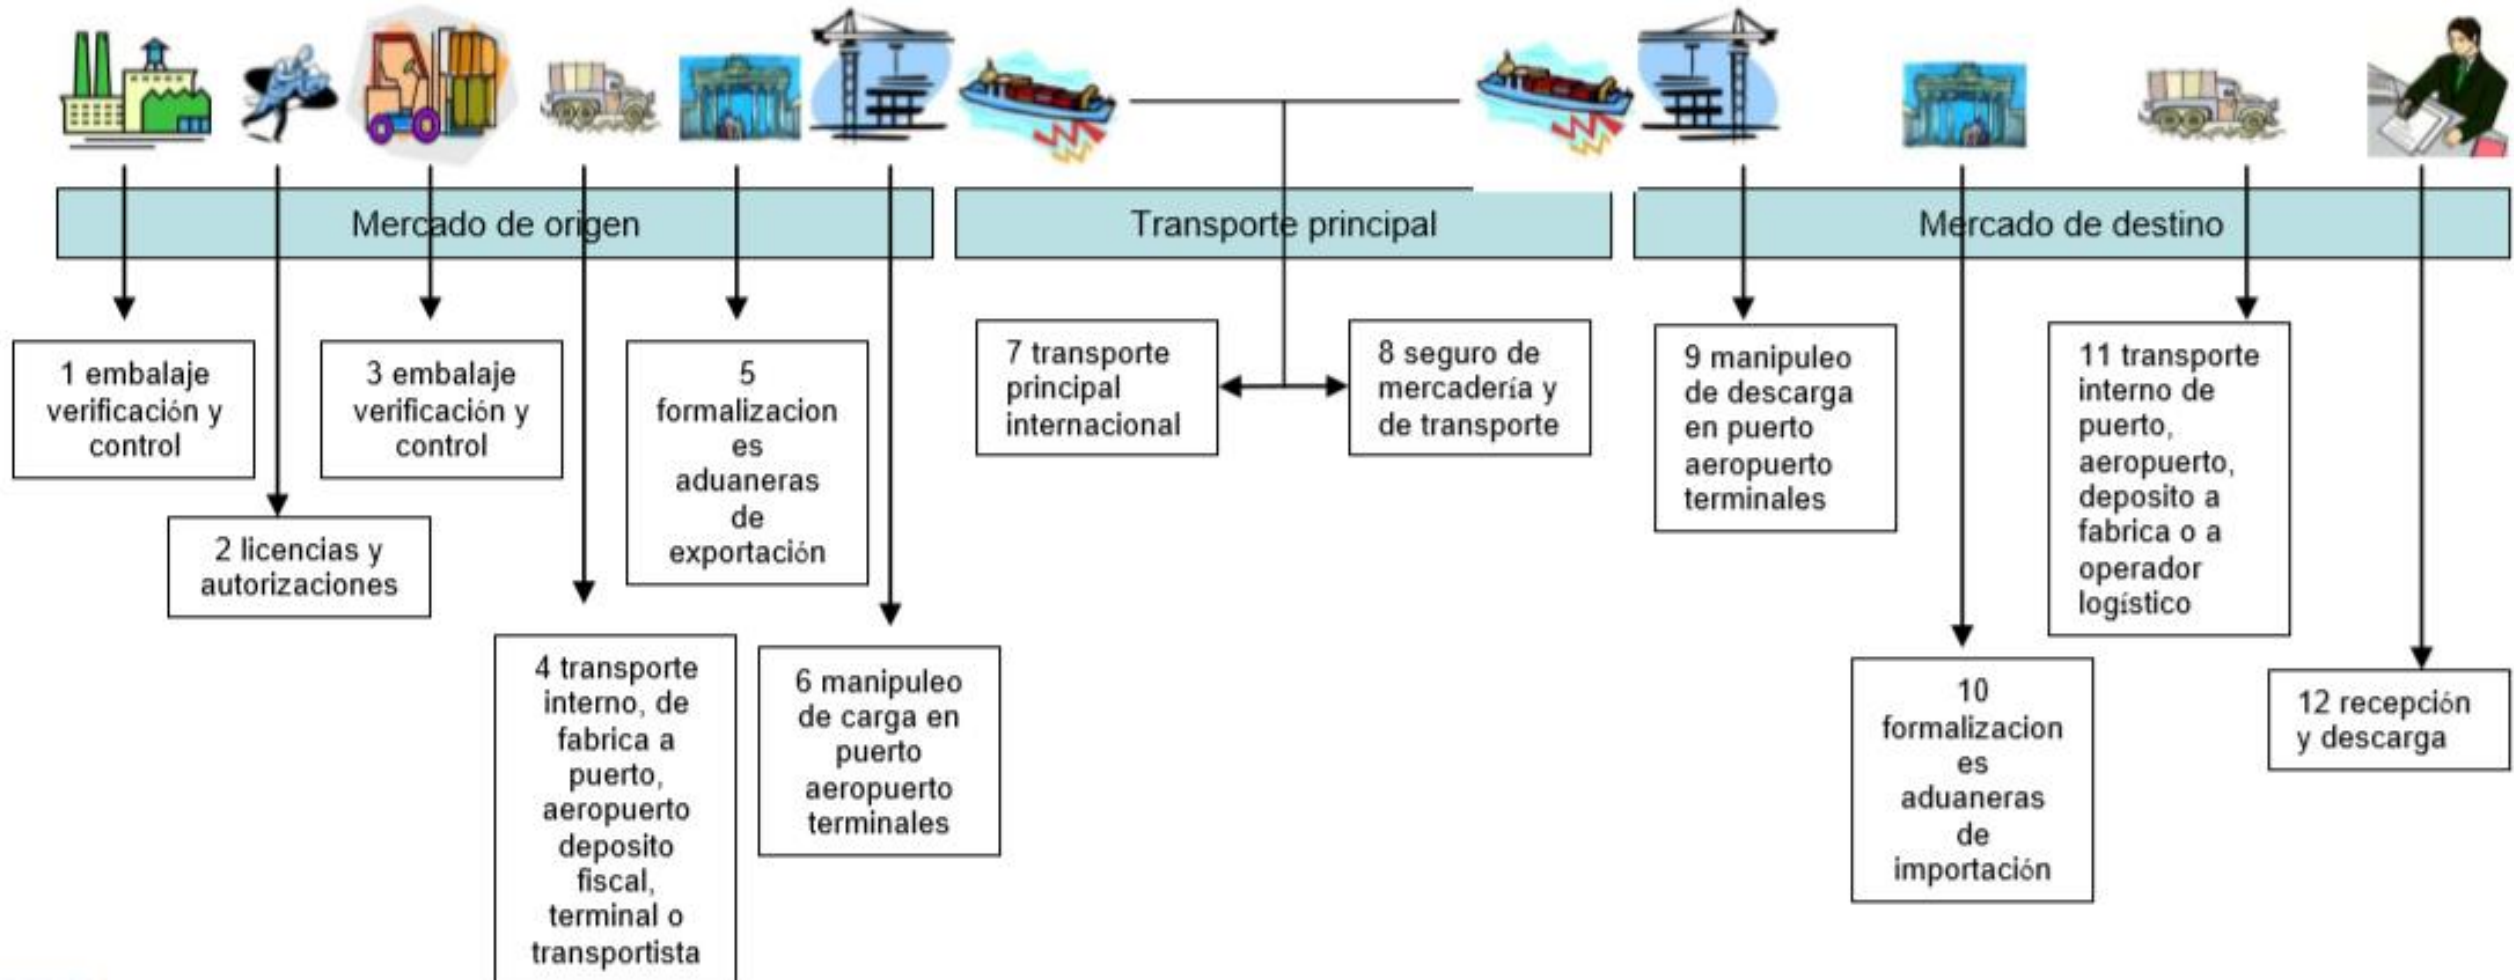 Mercado de origen
Transporte principal
Mercado de destino
1 embalaje
verificación y
control
2 licencias y
autorizaciones
3 embalaje
verificación y
control
4 transporte
interno, de
fabrica a
puerto,
aeropuerto
deposito
fiscal,
terminal o
transportista
5
formalizacion
es
aduaneras
de
exportación
6 manipuleo
de carga en
puerto
aeropuerto
terminales
7 transporte
principal
internacional
8 seguro de
mercadería y
de transporte
9 manipuleo
de descarga
en puerto
aeropuerto
terminales
10
formalizacion
es
aduaneras
de
importación
11 transporte
interno de
puerto,
aeropuerto,
deposito a
fabrica o a
operador
logístico
12 recepción
y descarga